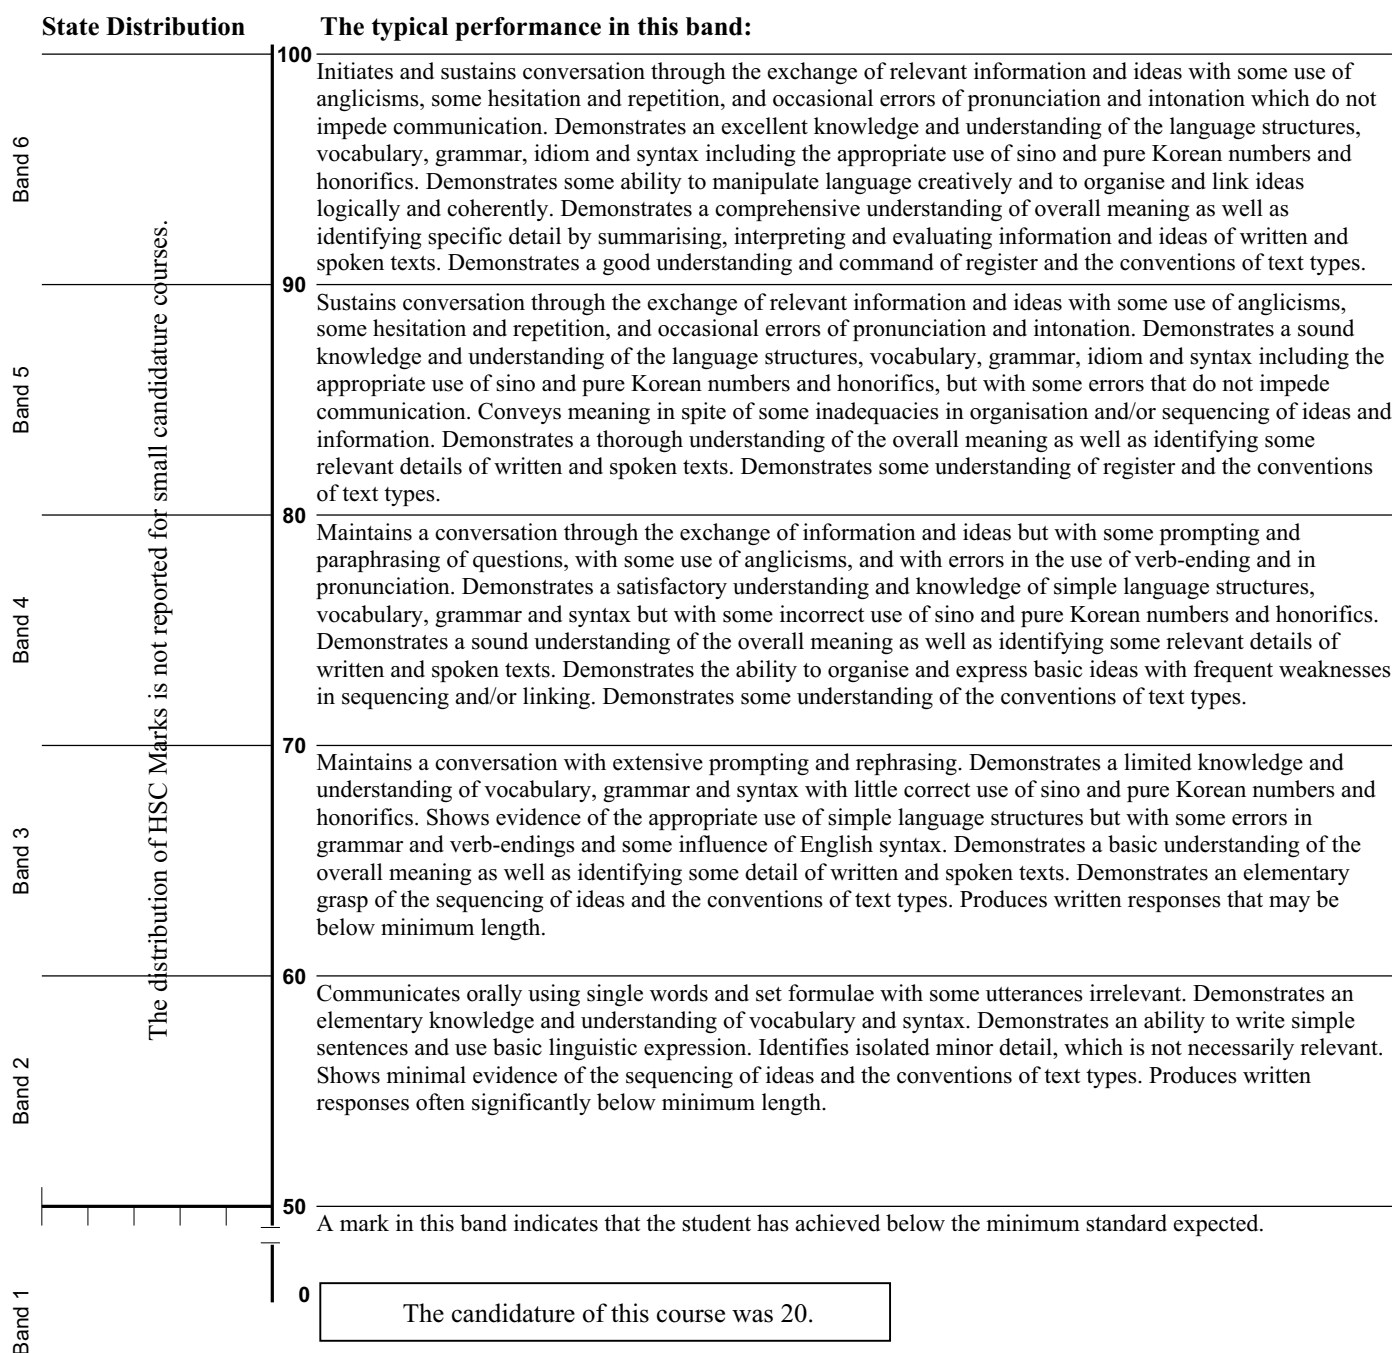 State Distribution
The typical performance in this band:
100
Initiates and sustains conversation through the exchange of relevant information and ideas with some use of
anglicisms, some hesitation and repetition, and occasional errors of pronunciation and intonation which do not
impede communication. Demonstrates an excellent knowledge and understanding of the language structures,
vocabulary, grammar, idiom and syntax including the appropriate use of sino and pure Korean numbers and
honorifics. Demonstrates some ability to manipulate language creatively and to organise and link ideas
logically and coherently. Demonstrates a comprehensive understanding of overall meaning as well as
identifying specific detail by summarising, interpreting and evaluating information and ideas of written and
spoken texts. Demonstrates a good understanding and command of register and the conventions of text types.
Band 6
90
Sustains conversation through the exchange of relevant information and ideas with some use of anglicisms,
some hesitation and repetition, and occasional errors of pronunciation and intonation. Demonstrates a sound
knowledge and understanding of the language structures, vocabulary, grammar, idiom and syntax including the
appropriate use of sino and pure Korean numbers and honorifics, but with some errors that do not impede
communication. Conveys meaning in spite of some inadequacies in organisation and/or sequencing of ideas and
information. Demonstrates a thorough understanding of the overall meaning as well as identifying some
relevant details of written and spoken texts. Demonstrates some understanding of register and the conventions
of text types.
Band 5
80
Maintains a conversation through the exchange of information and ideas but with some prompting and
paraphrasing of questions, with some use of anglicisms, and with errors in the use of verb-ending and in
pronunciation. Demonstrates a satisfactory understanding and knowledge of simple language structures,
vocabulary, grammar and syntax but with some incorrect use of sino and pure Korean numbers and honorifics.
Demonstrates a sound understanding of the overall meaning as well as identifying some relevant details of
written and spoken texts. Demonstrates the ability to organise and express basic ideas with frequent weaknesses
in sequencing and/or linking. Demonstrates some understanding of the conventions of text types.
Band 4
The distribution of HSC Marks is not reported for small candidature courses.
70
Maintains a conversation with extensive prompting and rephrasing. Demonstrates a limited knowledge and
understanding of vocabulary, grammar and syntax with little correct use of sino and pure Korean numbers and
honorifics. Shows evidence of the appropriate use of simple language structures but with some errors in
grammar and verb-endings and some influence of English syntax. Demonstrates a basic understanding of the
overall meaning as well as identifying some detail of written and spoken texts. Demonstrates an elementary
grasp of the sequencing of ideas and the conventions of text types. Produces written responses that may be
below minimum length.
Band 3
60
Communicates orally using single words and set formulae with some utterances irrelevant. Demonstrates an
elementary knowledge and understanding of vocabulary and syntax. Demonstrates an ability to write simple
sentences and use basic linguistic expression. Identifies isolated minor detail, which is not necessarily relevant.
Shows minimal evidence of the sequencing of ideas and the conventions of text types. Produces written
responses often significantly below minimum length.
Band 2
50
A mark in this band indicates that the student has achieved below the minimum standard expected.
0
Band 1
The candidature of this course was 20.